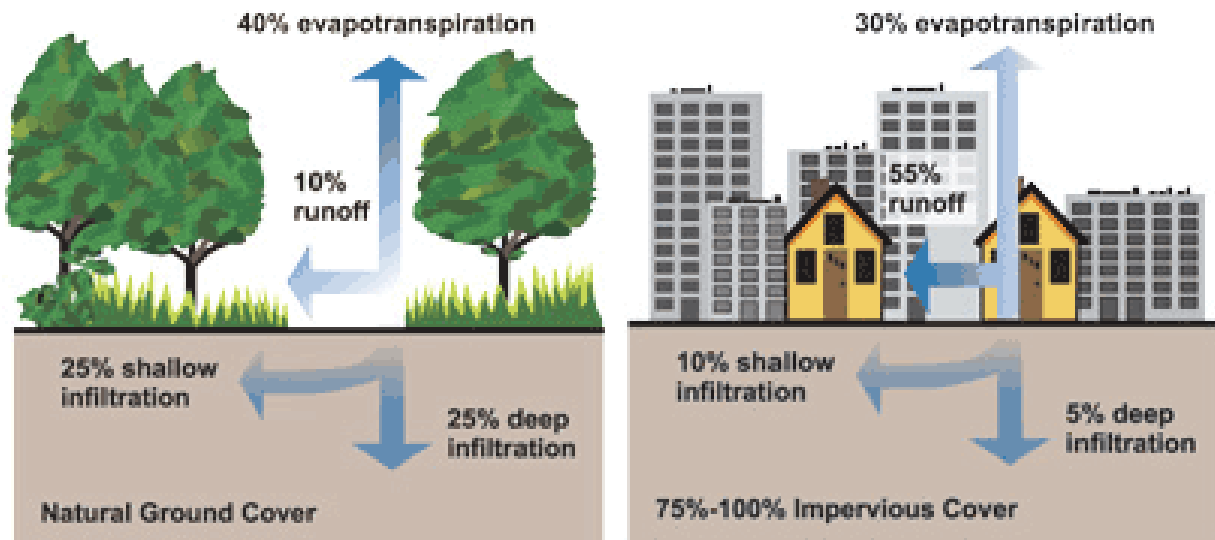 40% evapotranspiration
10%
runoff
25% shallow
infiltration
25% deep
infiltration
Natural Ground Cover
30% evapotranspiration
55%
runoff
10% shallow
infiltration
5% deep
infiltration
75%-100% Impervious Cover